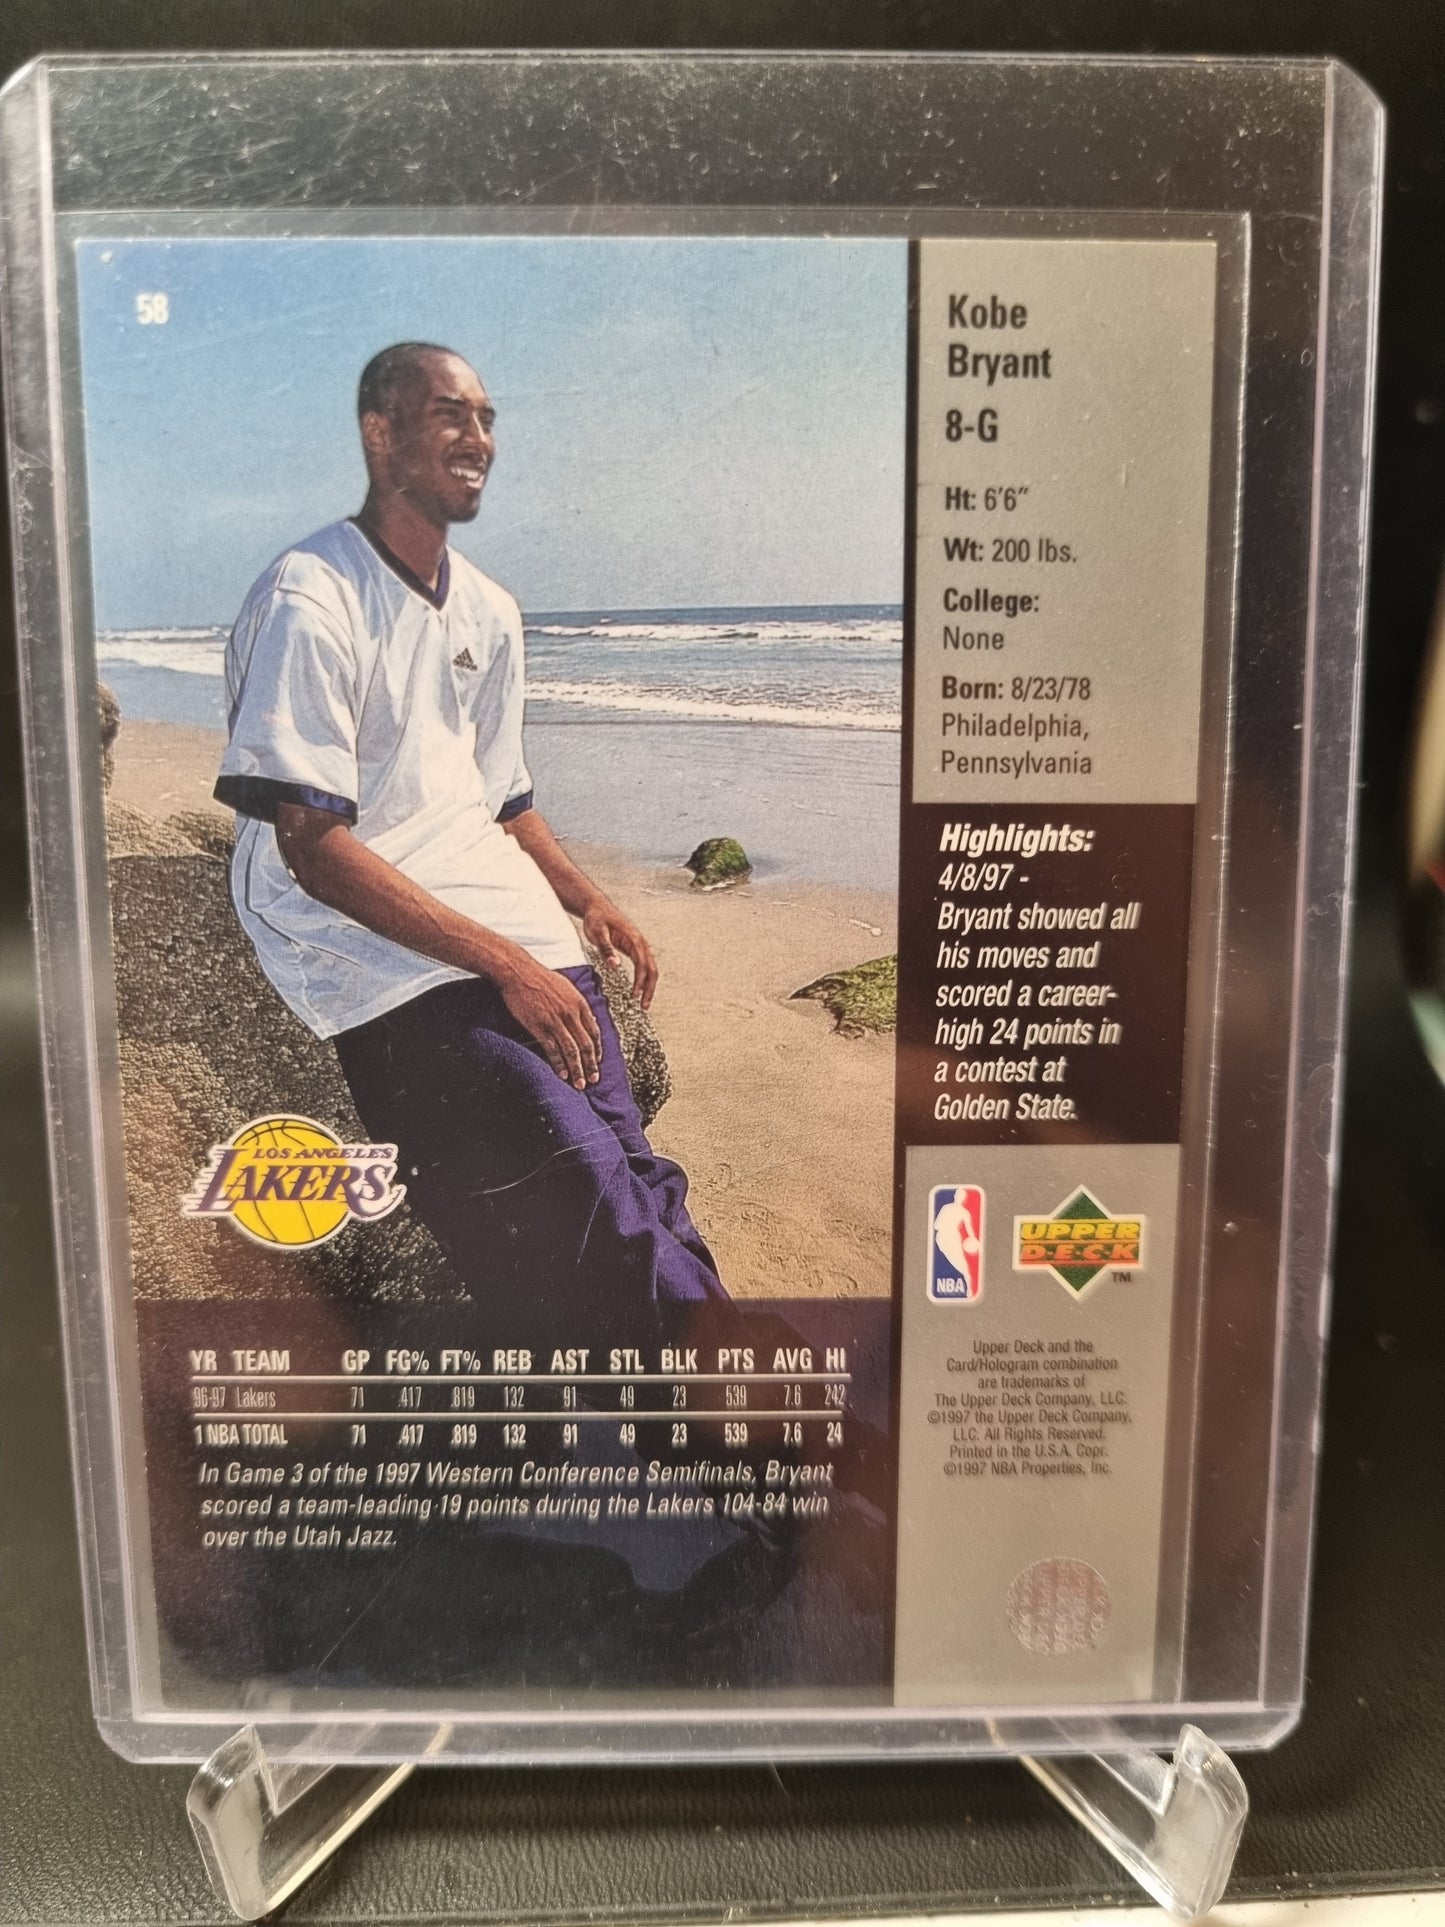 58
Kobe
Bryant
8-G
Ht: 6'6"
Wt: 200 lbs.
College:
None
Born: 8/23/78
Philadelphia,
Pennsylvania
Highlights:
4/8/97 -
Bryant showed all
his moves and
scored a career-
high 24 points in
a contest at
Golden State.
adidas
LOS ANGELES
LAKERS
NBA
UPPER
D·E·C·K
TM
YR TEAM GP FG% FT% REB AST STL BLK PTS AVG HI
96-97 Lakers 71 .417 .819 132 91 49 23 539 7.6 242
1 NBA TOTAL 71 .417 .819 132 91 49 23 539 7.6 24
In Game 3 of the 1997 Western Conference Semifinals, Bryant
scored a team-leading 19 points during the Lakers 104-84 win
over the Utah Jazz.
Upper Deck and the
Card/Hologram combination
are trademarks of
The Upper Deck Company, LLC.
©1997 the Upper Deck Company,
LLC. All Rights Reserved.
Printed in the U.S.A. Copr.
©1997 NBA Properties, Inc.